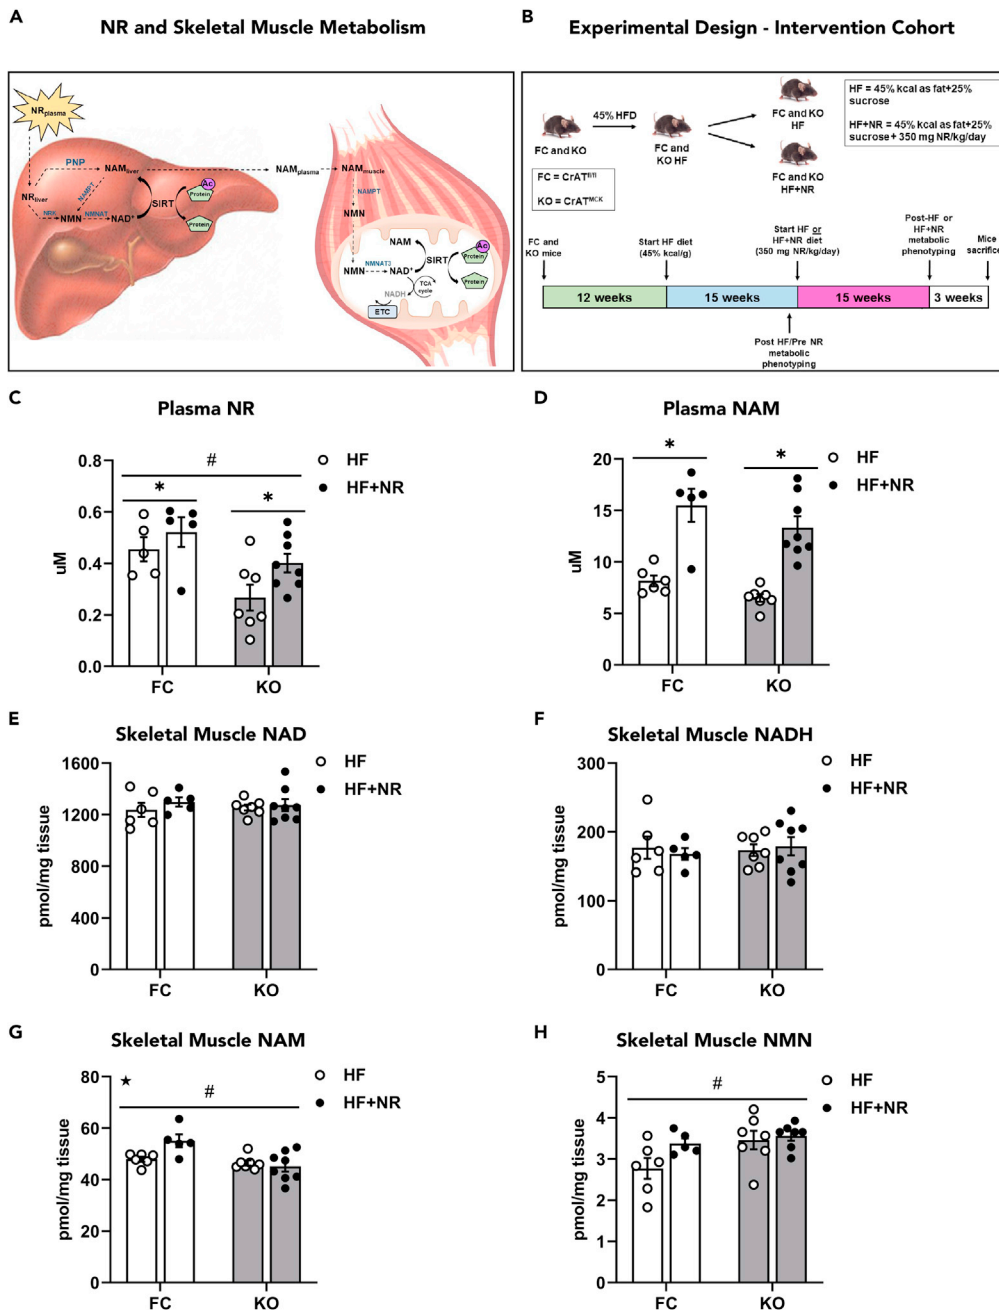 A
NR and Skeletal Muscle Metabolism
NRplasma
PNP
NAMliver
NAMplasma
NAMmuscle
NRliver
NAMPT
NRK
NMN
NMNAT
NAD+
SIRT
Ac
Protein
Protein
NAMPT
NMN
NAM
NMN
NMNAT3
NAD+
SIRT
Ac
Protein
Protein
NADH
TCA
cycle
ETC
B
Experimental Design - Intervention Cohort
FC and KO
45% HFD
FC and
KO HF
FC and KO
HF
FC and KO
HF+NR
HF = 45% kcal as fat+25%
sucrose
HF+NR = 45% kcal as fat+25%
sucrose + 350 mg NR/kg/day
FC = CrATfl/fl
KO = CrATMCK
FC and
KO mice
Start HF diet
(45% kcal/g)
Start HF or
HF+NR diet
(350 mg NR/kg/day)
Post-HF or
HF+NR
metabolic
phenotyping
Mice
sacrifice
12 weeks
15 weeks
15 weeks
3 weeks
Post HF/Pre NR
metabolic
phenotyping
C
Plasma NR
uM
0.8
0.6
0.4
0.2
0.0
#
*
*
FC
KO
HF
HF+NR
D
Plasma NAM
uM
20
15
10
5
0
*
*
FC
KO
HF
HF+NR
E
Skeletal Muscle NAD
pmol/mg tissue
1600
1200
800
400
0
FC
KO
HF
HF+NR
F
Skeletal Muscle NADH
pmol/mg tissue
300
200
100
0
FC
KO
HF
HF+NR
G
Skeletal Muscle NAM
pmol/mg tissue
80
60
40
20
0
★
#
FC
KO
HF
HF+NR
H
Skeletal Muscle NMN
pmol/mg tissue
5
4
3
2
1
0
#
FC
KO
HF
HF+NR